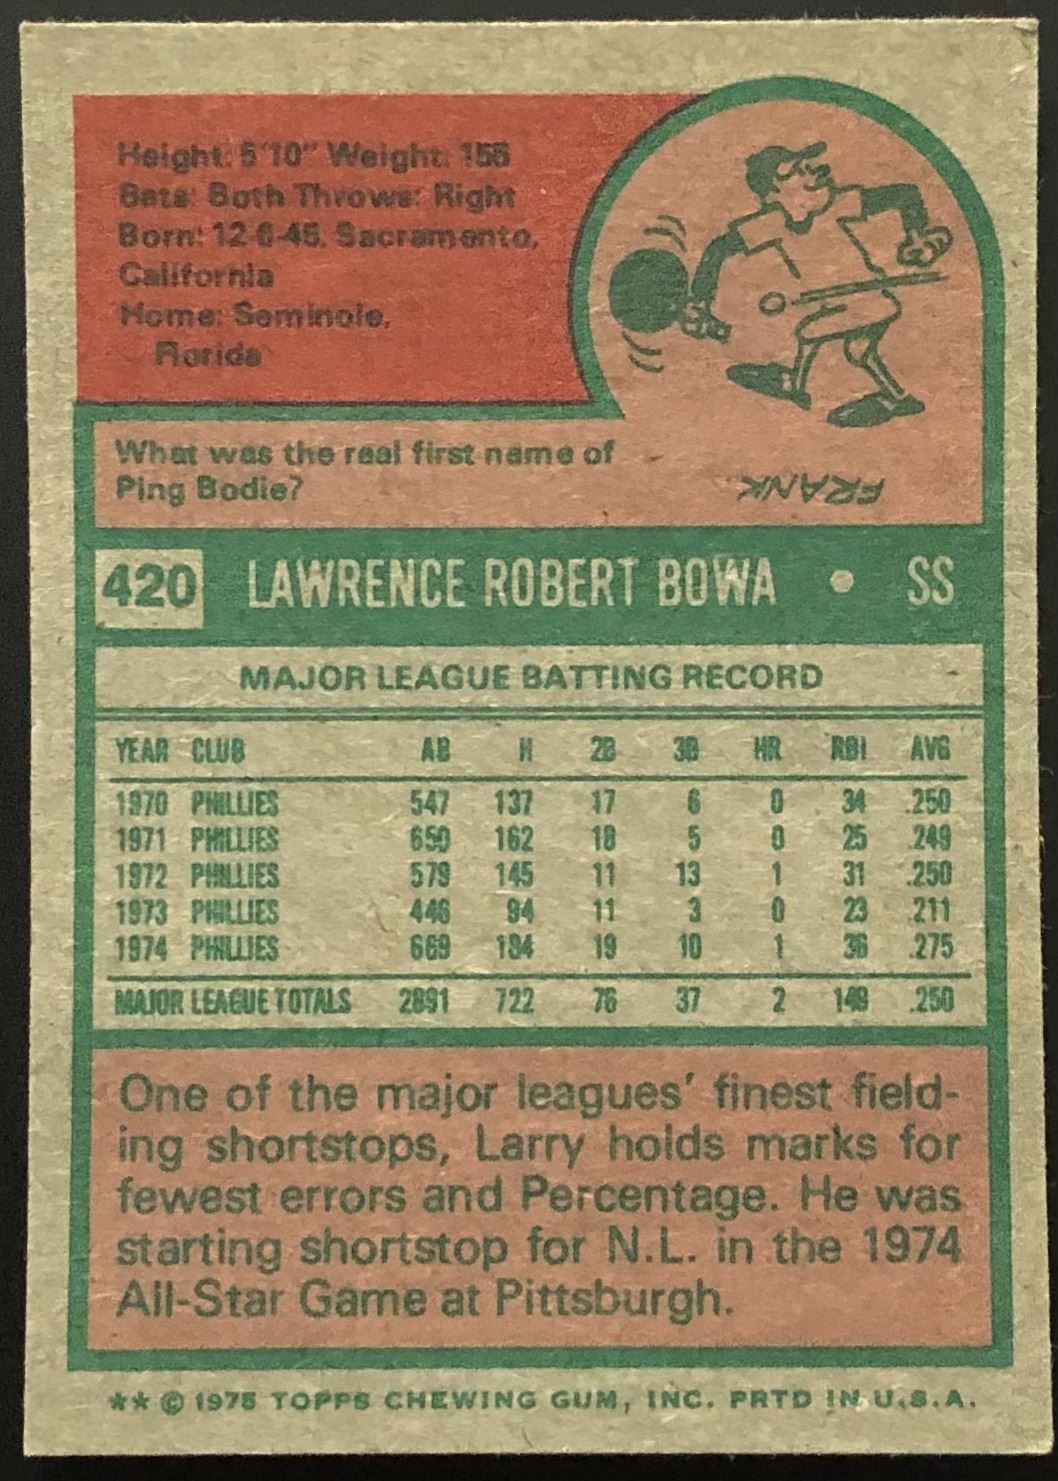 Height: 5'10" Weight: 155
Bats: Both Throws: Right
Born: 12-6-45, Sacramento,
California
Home: Seminole,
Florida
What was the real first name of
Ping Bodie?
FRANK
420 LAWRENCE ROBERT BOWA • SS
MAJOR LEAGUE BATTING RECORD
YEAR CLUB AB H 2B 3B HR RBI AVG
1970 PHILLIES 547 137 17 6 0 34 .250
1971 PHILLIES 650 162 18 5 0 25 .249
1972 PHILLIES 579 145 11 13 1 31 .250
1973 PHILLIES 446 94 11 3 0 23 .211
1974 PHILLIES 669 184 19 10 1 36 .275
MAJOR LEAGUE TOTALS 2891 722 76 37 2 149 .250
One of the major leagues' finest field-
ing shortstops, Larry holds marks for
fewest errors and Percentage. He was
starting shortstop for N.L. in the 1974
All-Star Game at Pittsburgh.
** © 1975 TOPPS CHEWING GUM, INC. PRTD IN U.S.A.